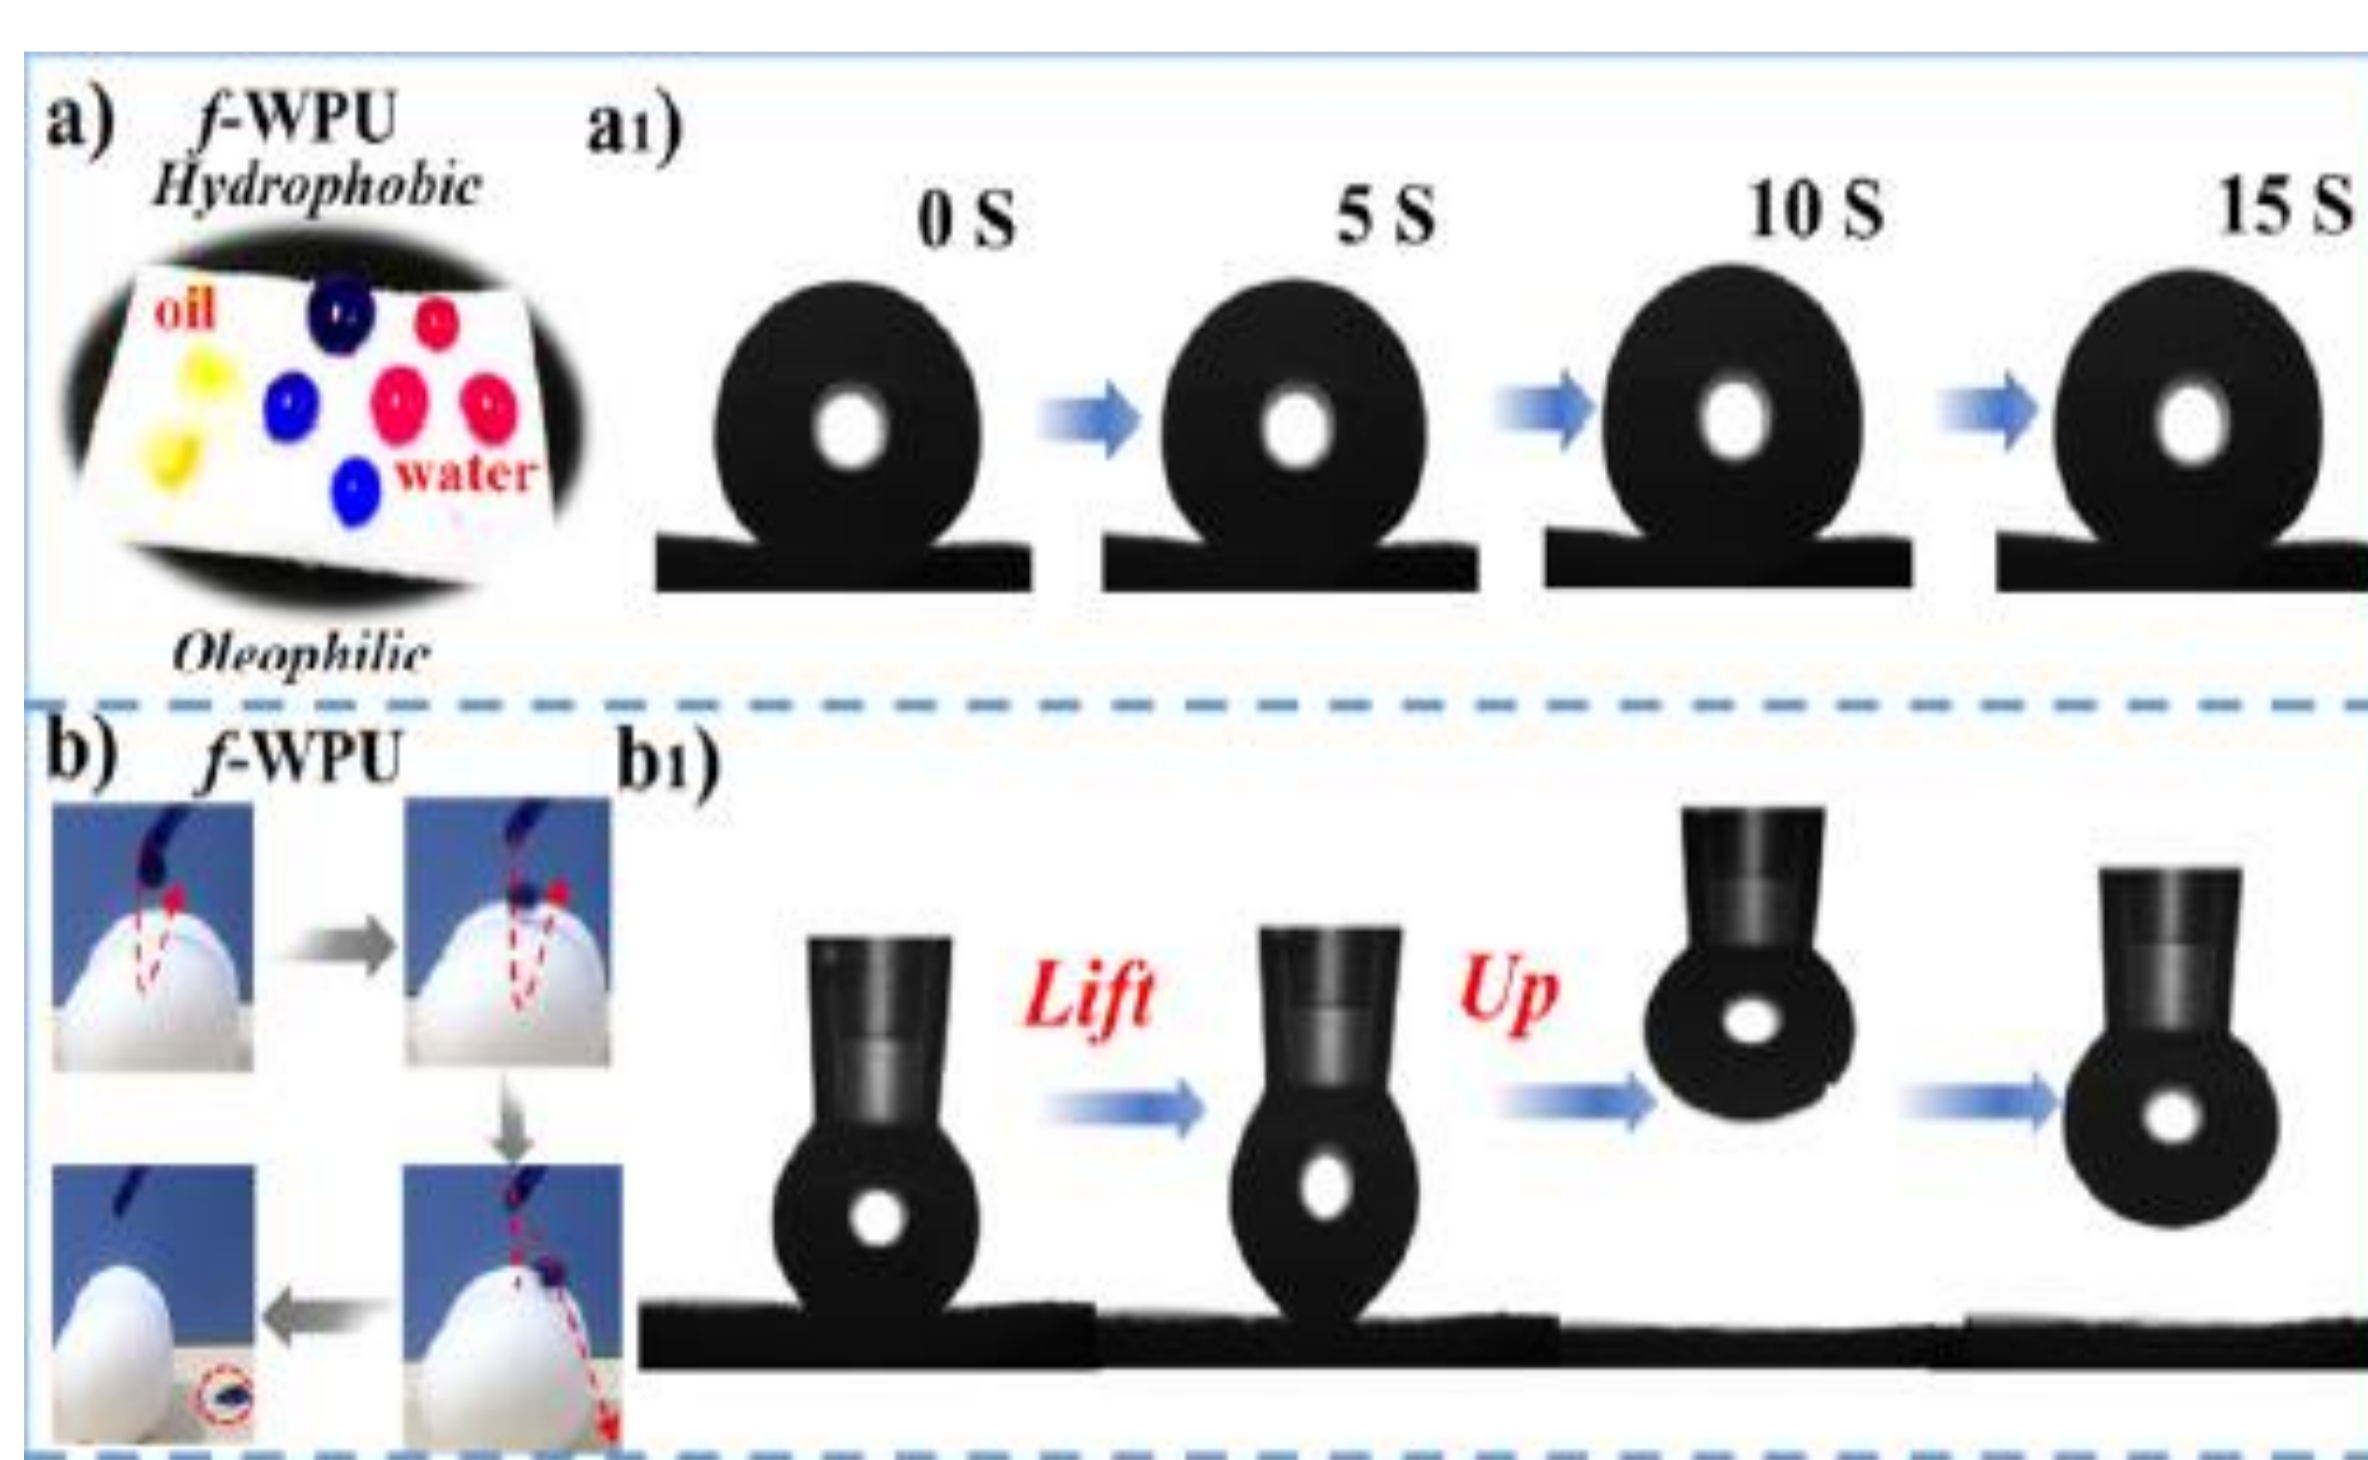 a)
f-WPU
Hydrophobic
oil
water
Oleophilic
a1)
0 S
5 S
10 S
15 S
b)
f-WPU
b1)
Lift
Up